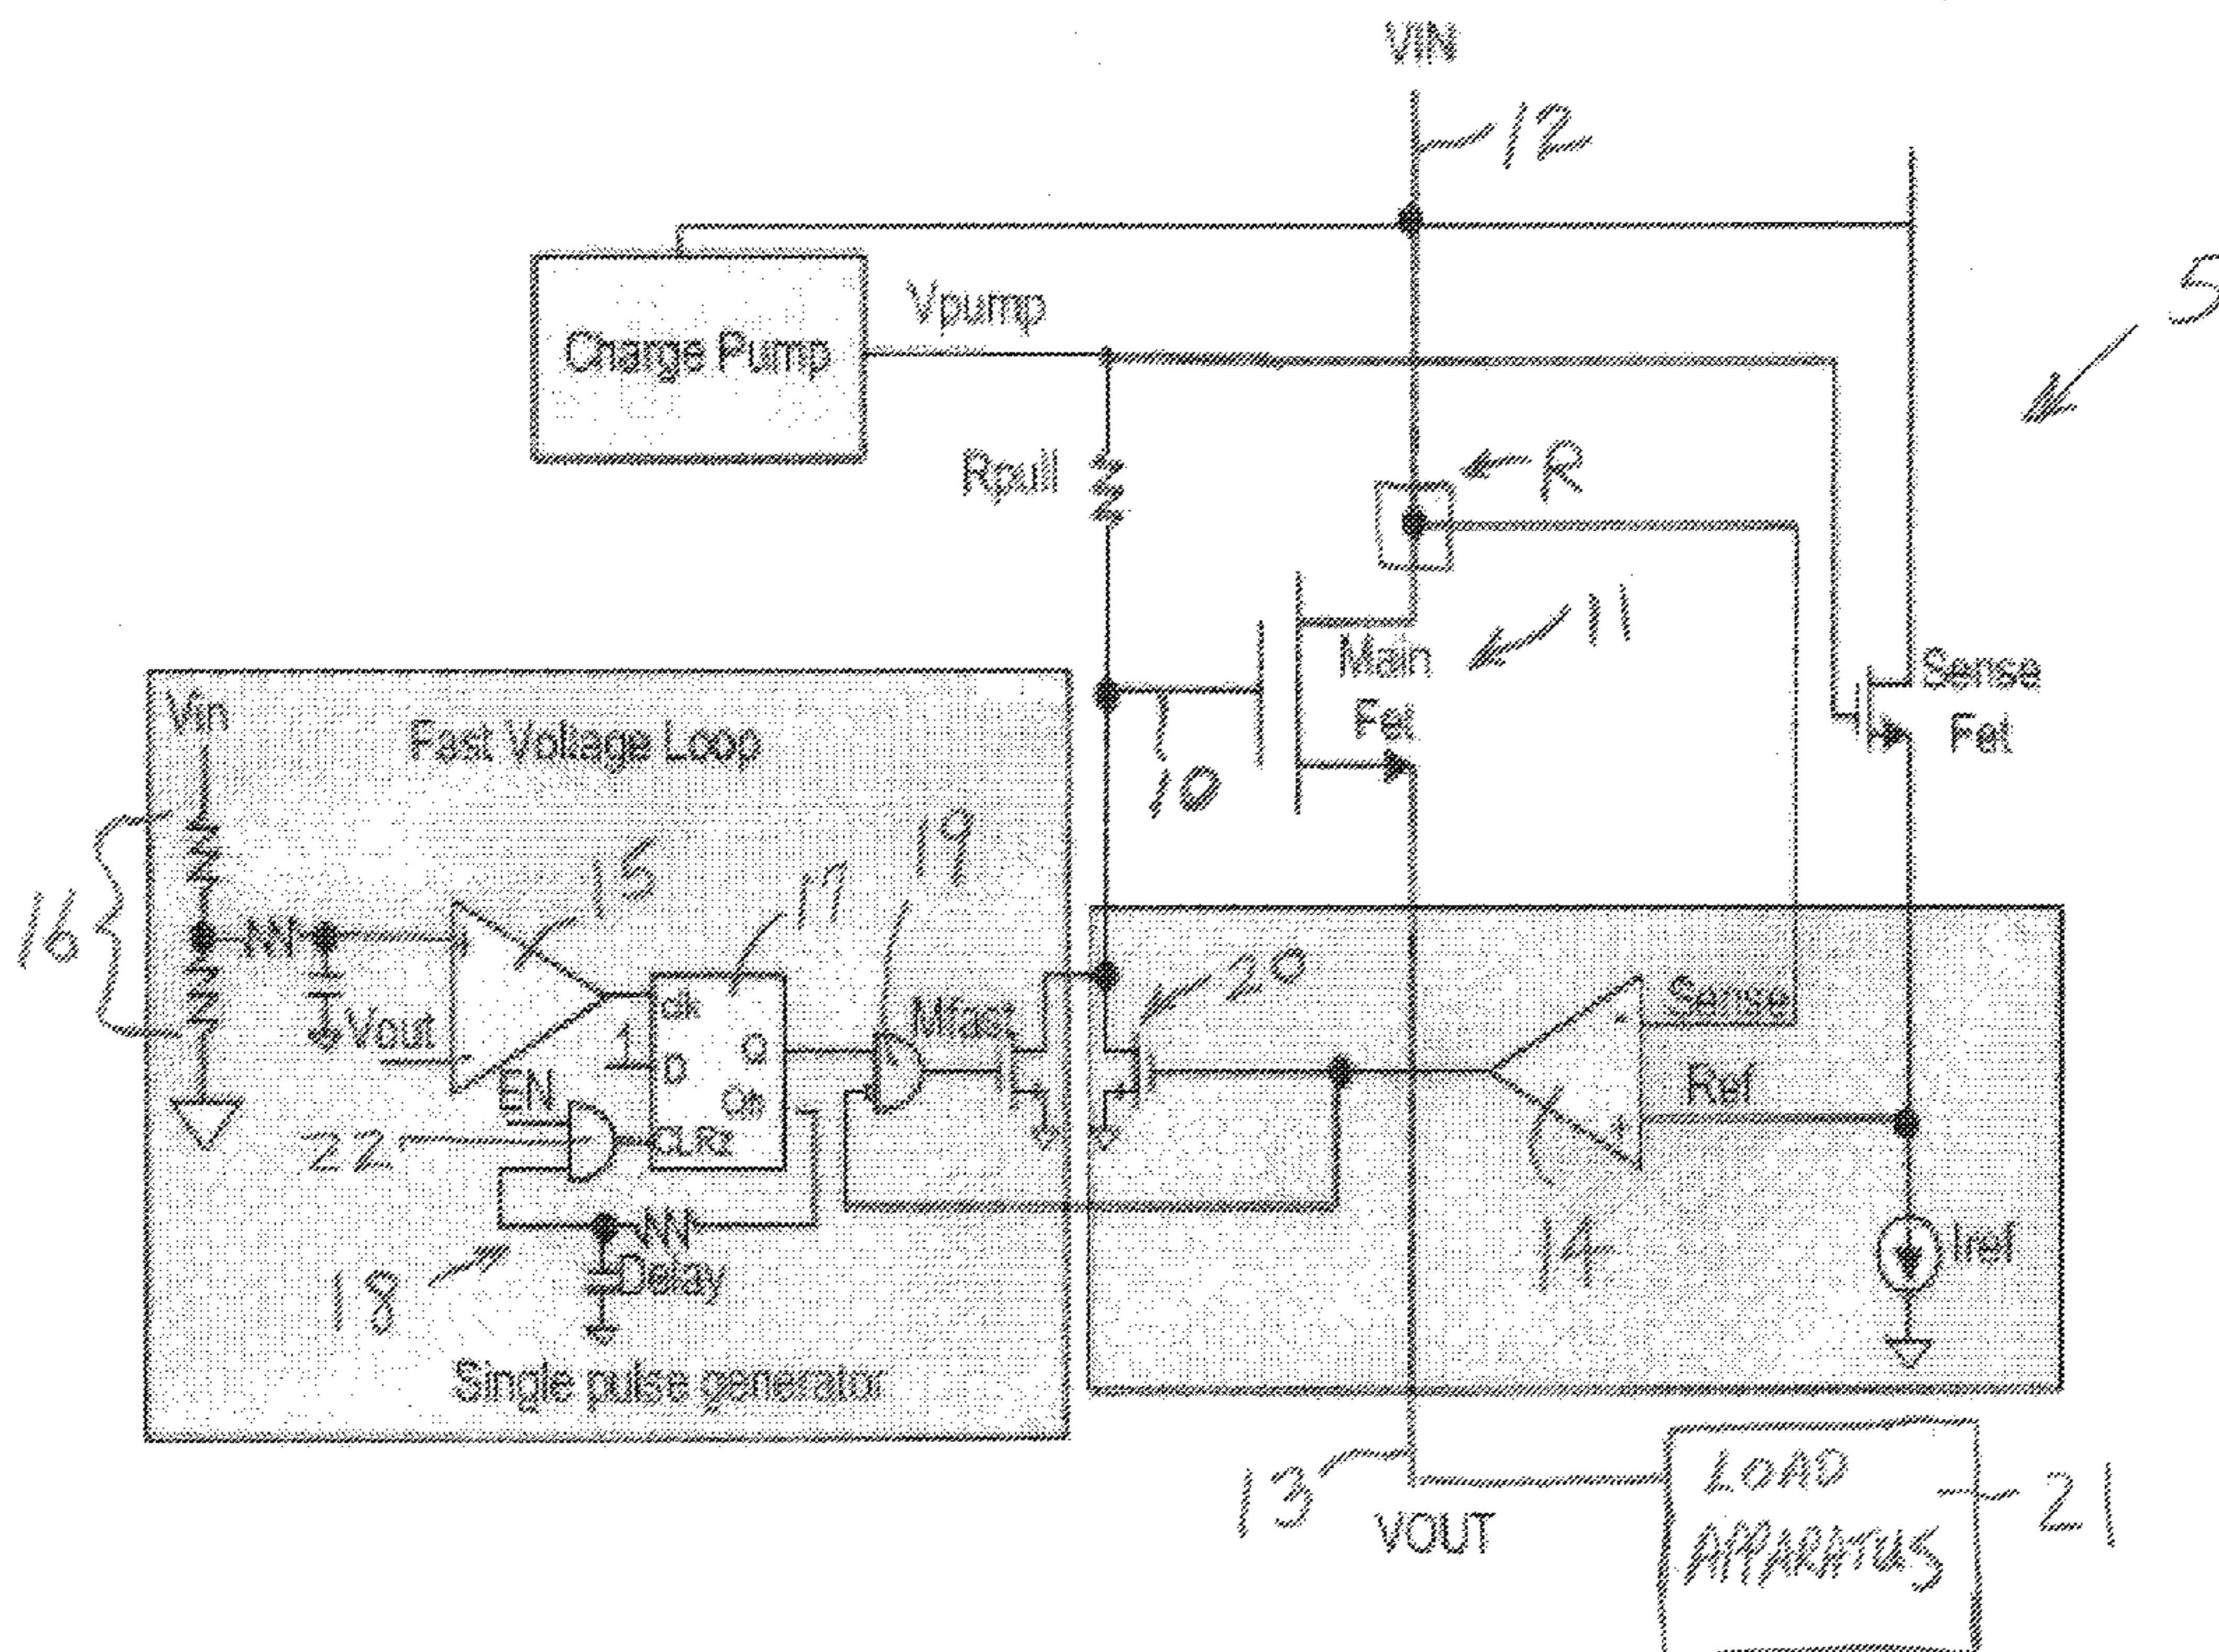 VIN
12
5
Vpump
Charge Pump
Rpull
R
Main
Fet
11
Sense
Fet
10
Vin
Fast Voltage Loop
16
15
17
19
Vout
EN
22
clk
1
D
Q
CLRz
Mfast
20
Sense
-
Ref
+
14
Iref
18
Delay
Single pulse generator
13
VOUT
LOAD
APPARATUS
21